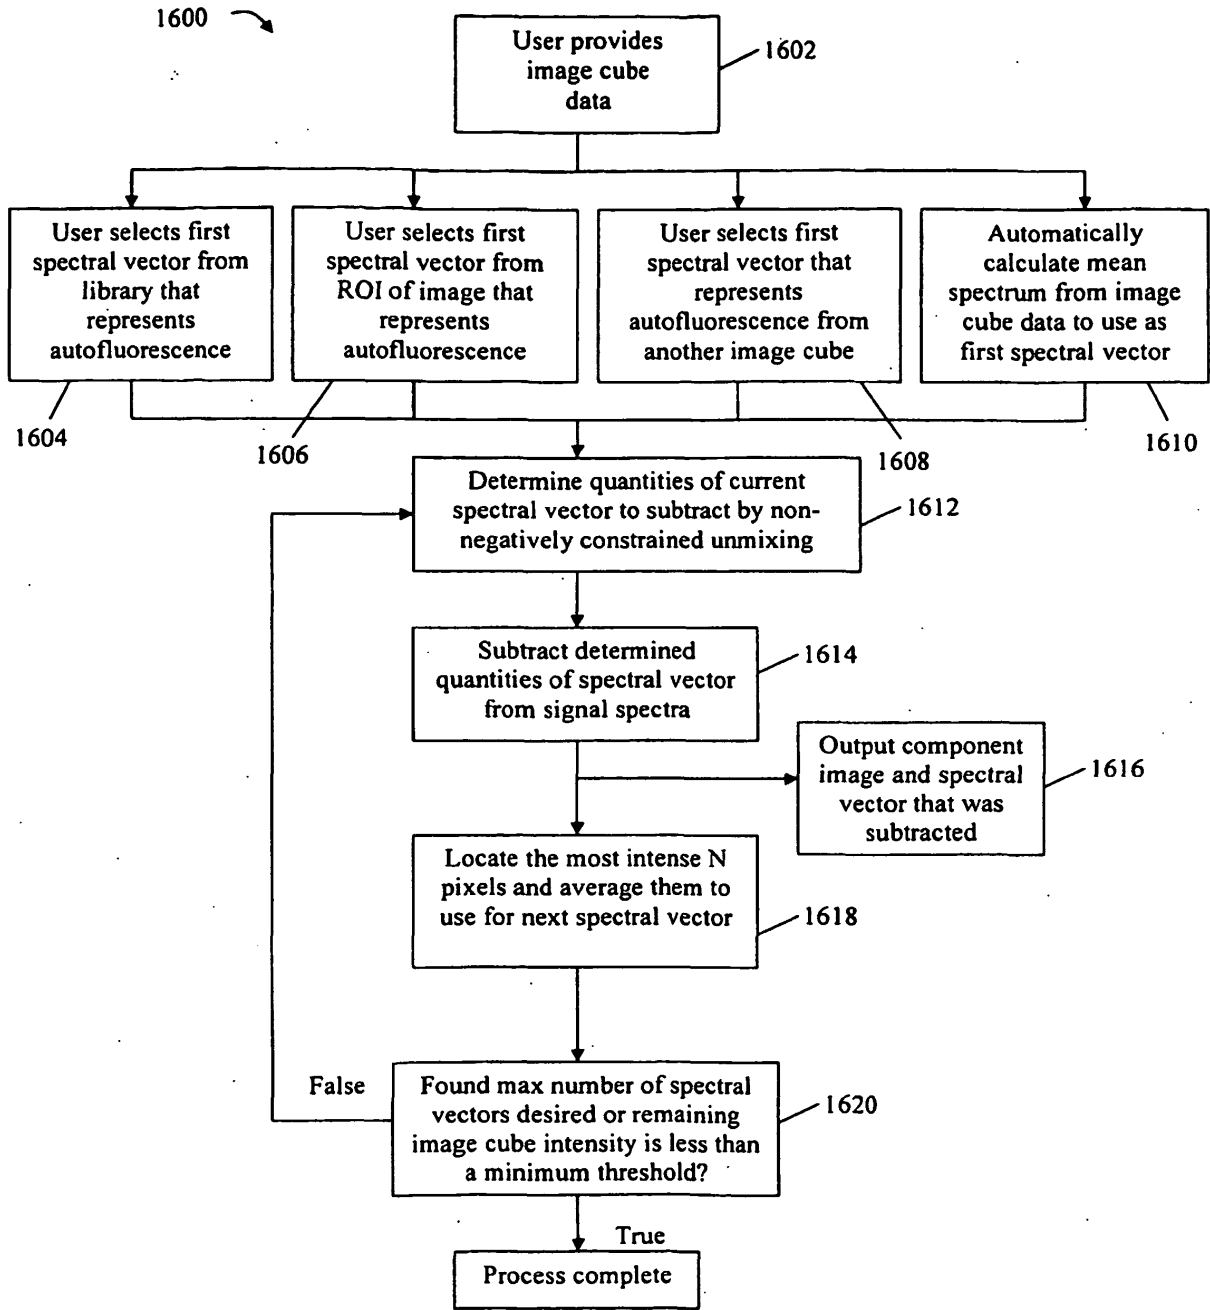 1600
User provides
image cube
data
1602
User selects first
spectral vector from
library that
represents
autofluorescence
User selects first
spectral vector from
ROI of image that
represents
autofluorescence
User selects first
spectral vector that
represents
autofluorescence from
another image cube
Automatically
calculate mean
spectrum from image
cube data to use as
first spectral vector
1604
1606
1608
1610
Determine quantities of current
spectral vector to subtract by non-
negatively constrained unmixing
1612
Subtract determined
quantities of spectral vector
from signal spectra
1614
Output component
image and spectral
vector that was
subtracted
1616
Locate the most intense N
pixels and average them to
use for next spectral vector
1618
False
Found max number of spectral
vectors desired or remaining
image cube intensity is less than
a minimum threshold?
1620
True
Process complete